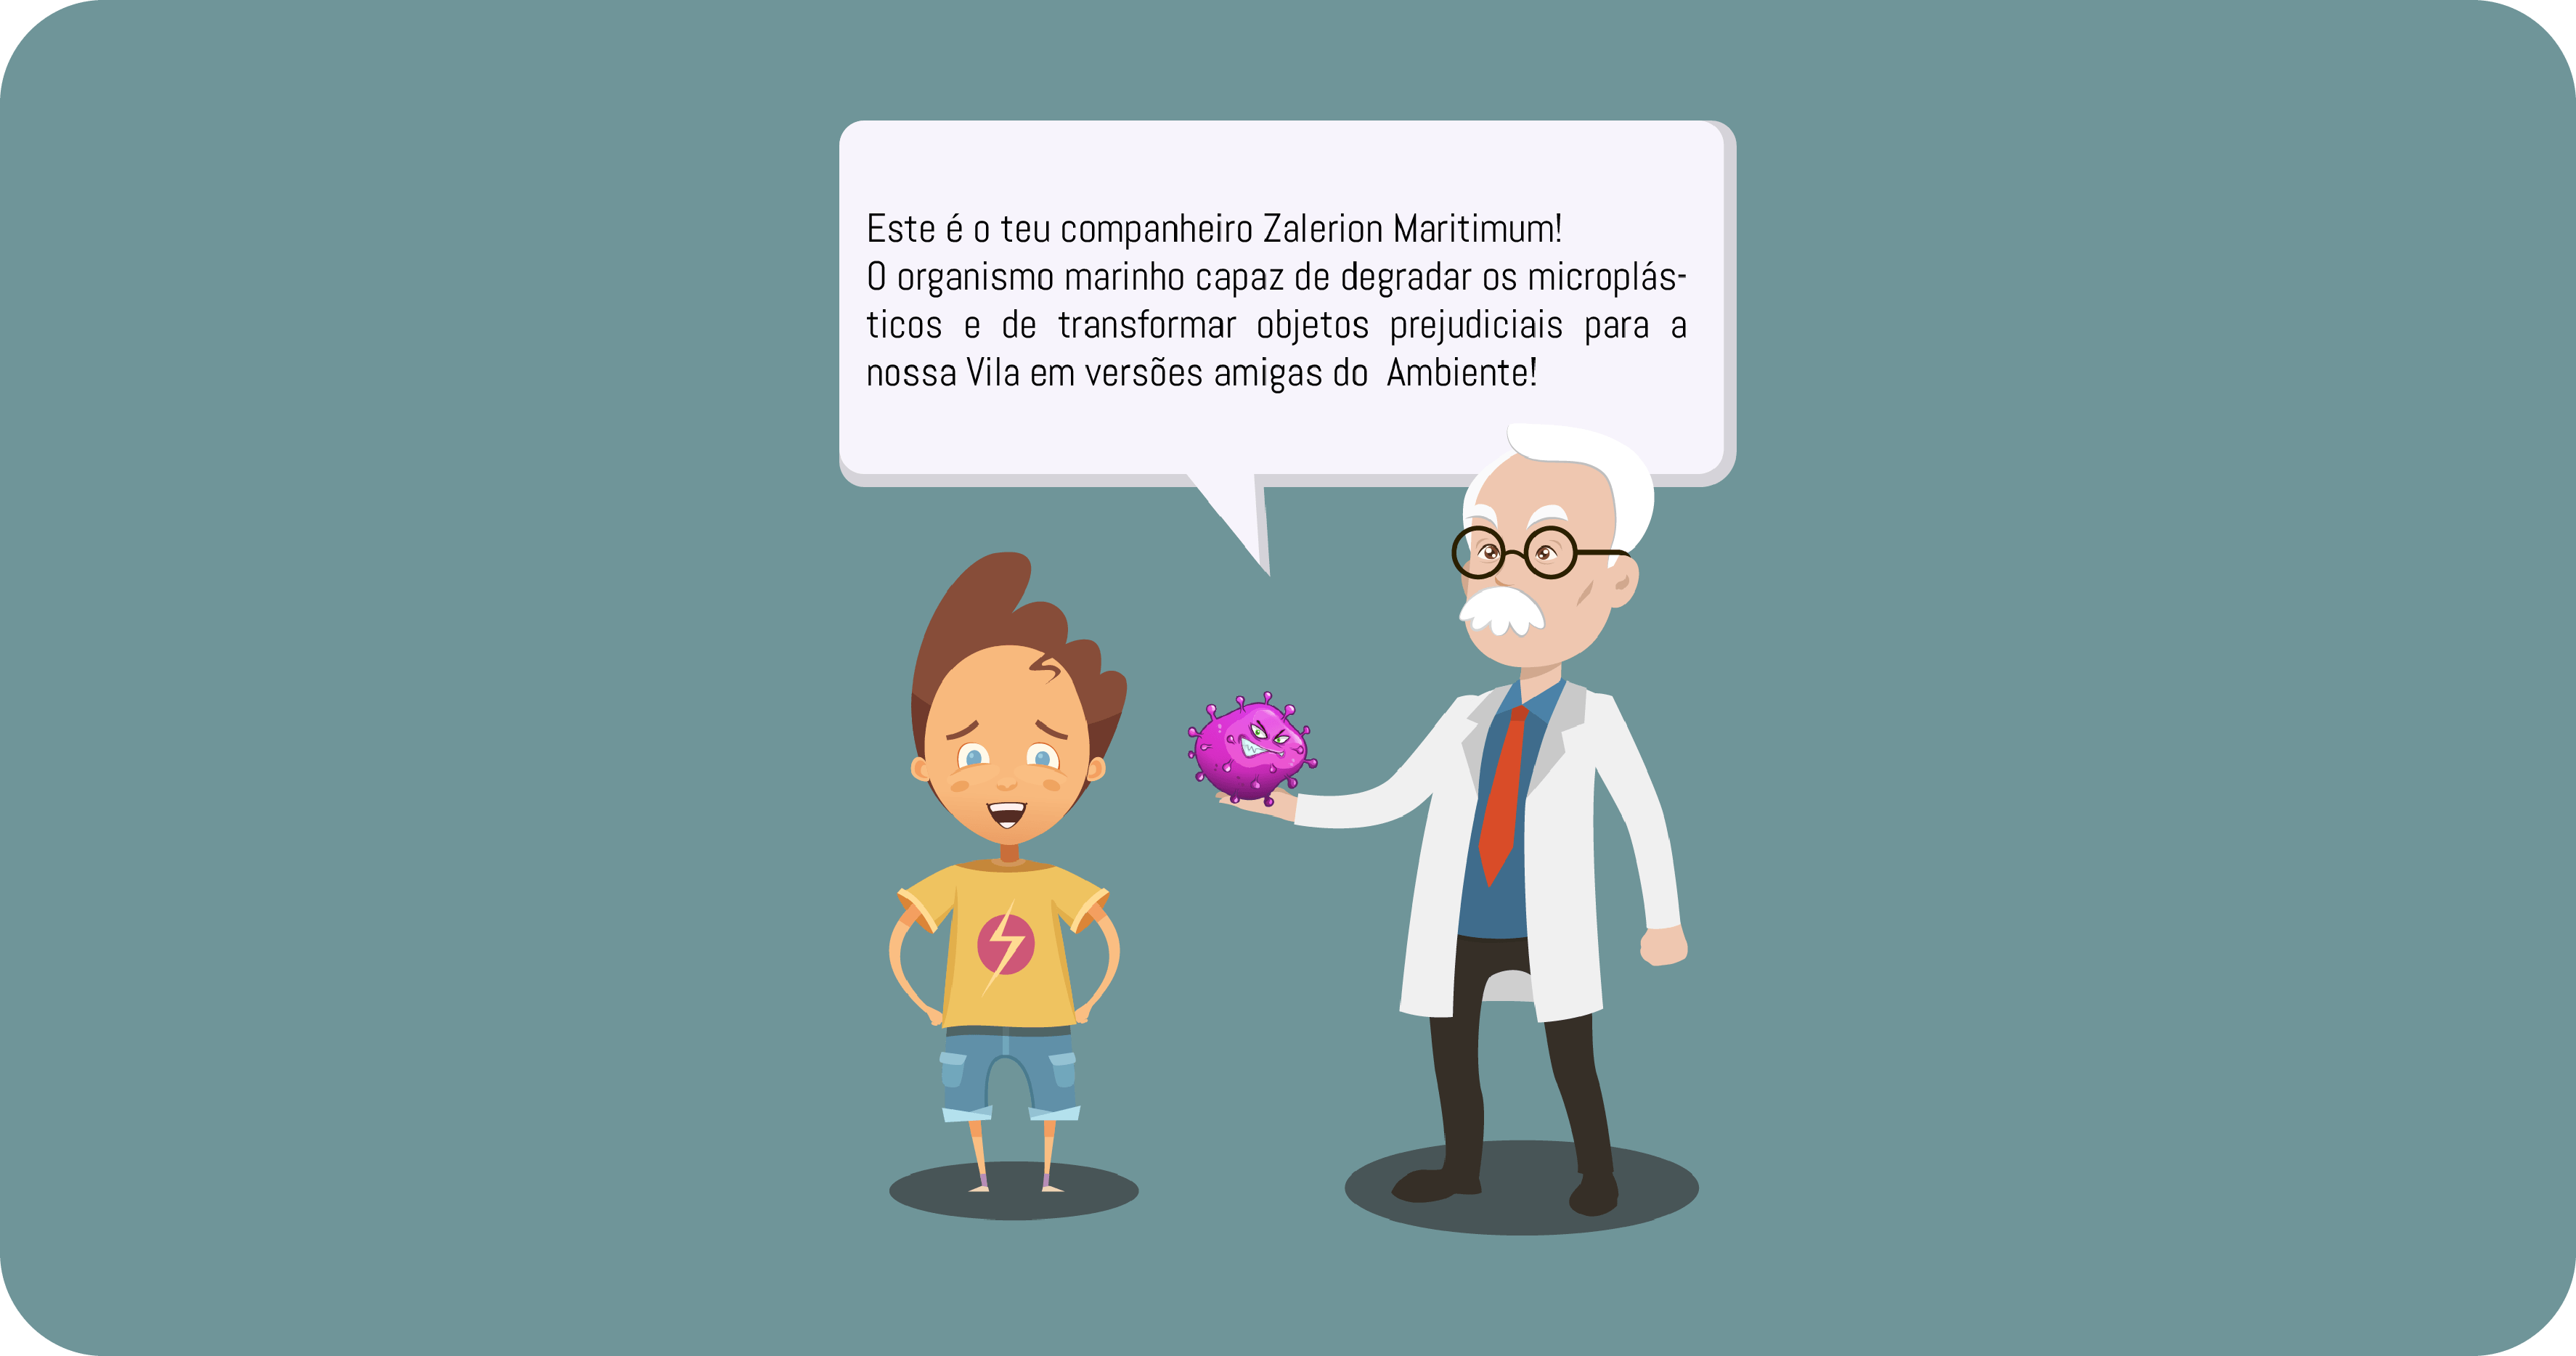 Este é o teu companheiro Zalerion Maritimum!
O organismo marinho capaz de degradar os microplás-
ticos e de transformar objetos prejudiciais para a
nossa Vila em versões amigas do  Ambiente!